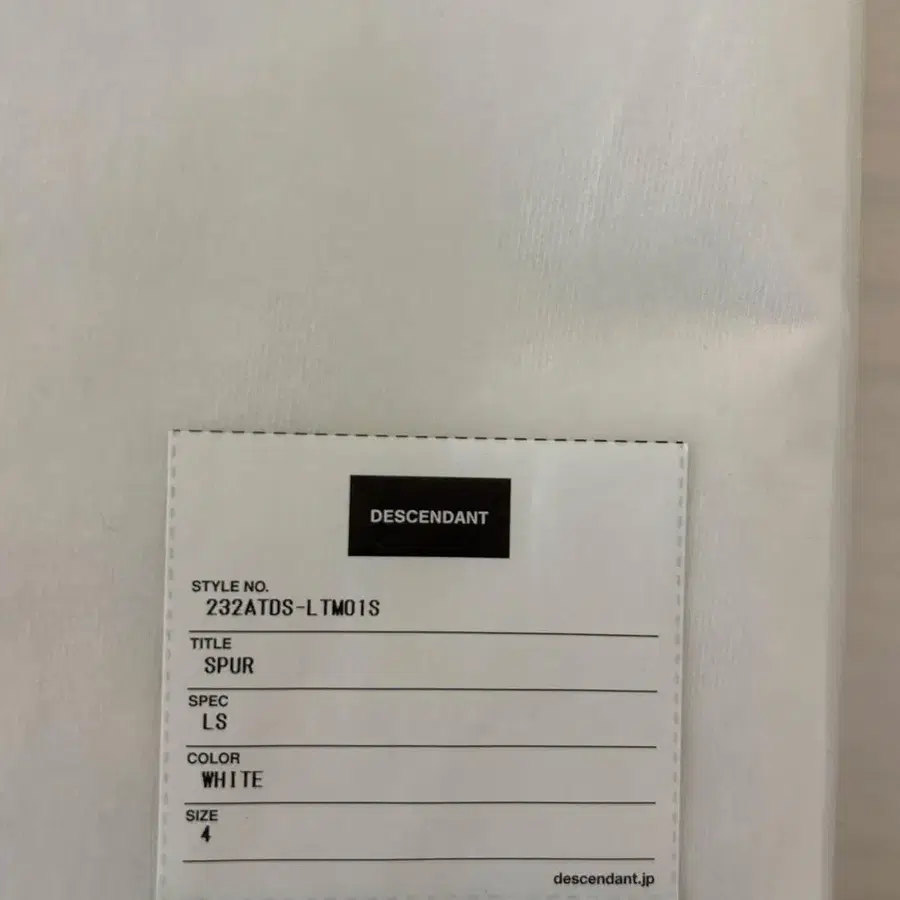 DESCENDANT
STYLE NO.
232ATDS-LTM01S
TITLE
SPUR
SPEC
LS
COLOR
WHITE
SIZE
4
descendant.jp